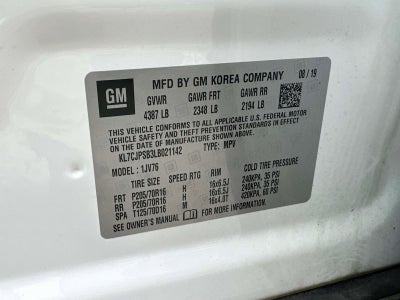 GM
MFD BY GM KOREA COMPANY 08/19
GVWR GAWR FRT GAWR RR
4387 LB 2348 LB 2194 LB
THIS VEHICLE CONFORMS TO ALL APPLICABLE U.S. FEDERAL MOTOR
VEHICLE SAFETY, BUMPER, AND THEFT PREVENTION STANDARDS
IN EFFECT ON THE DATE OF MANUFACTURE SHOWN ABOVE.
KL7CJPSB3LB021142 TYPE: MPV
MODEL: 1JV76
TIRE SIZE SPEED RTG RIM COLD TIRE PRESSURE
FRT P205/70R16 H 16x6.5J 240KPA, 35 PSI
RR P205/70R16 H 16x6.5J 240KPA, 35 PSI
SPA T125/70D16 M 16x4.0T 420KPA, 60 PSI
SEE OWNER'S MANUAL FOR ADDITIONAL INFORMATION.